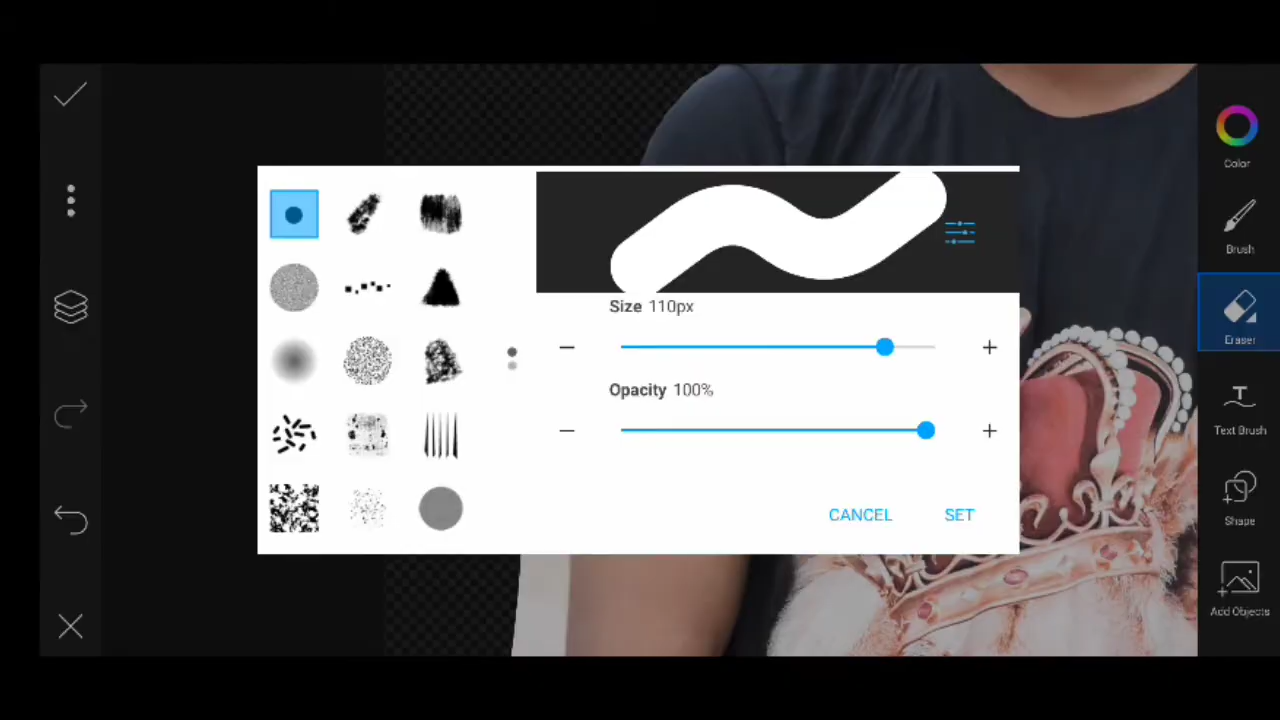 Size 110px
Opacity 100%
CANCEL SET
Color
Brush
Eraser
Text Brush
Shape
Add Objects